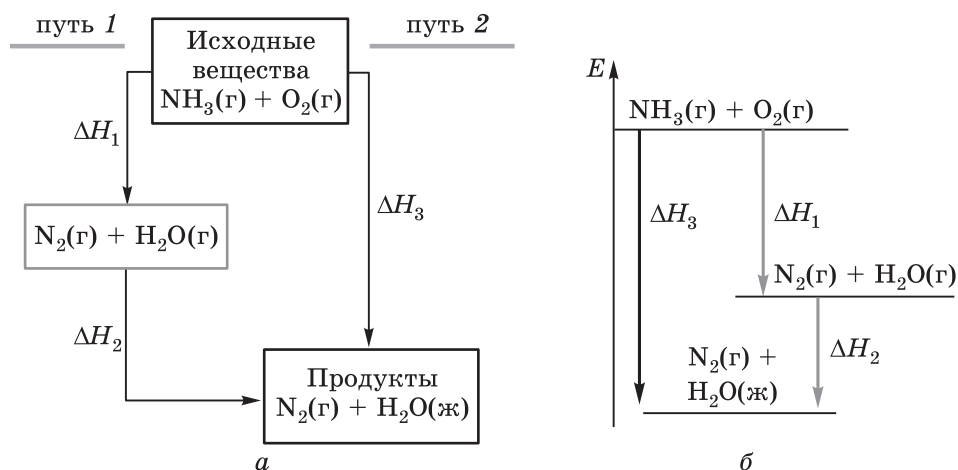 путь 1
путь 2
Исходные
вещества
NH₃(г) + O₂(г)
ΔH₁
ΔH₃
N₂(г) + H₂O(г)
ΔH₂
Продукты
N₂(г) + H₂O(ж)
а
E
NH₃(г) + O₂(г)
ΔH₃
ΔH₁
N₂(г) + H₂O(г)
ΔH₂
N₂(г) +
H₂O(ж)
б